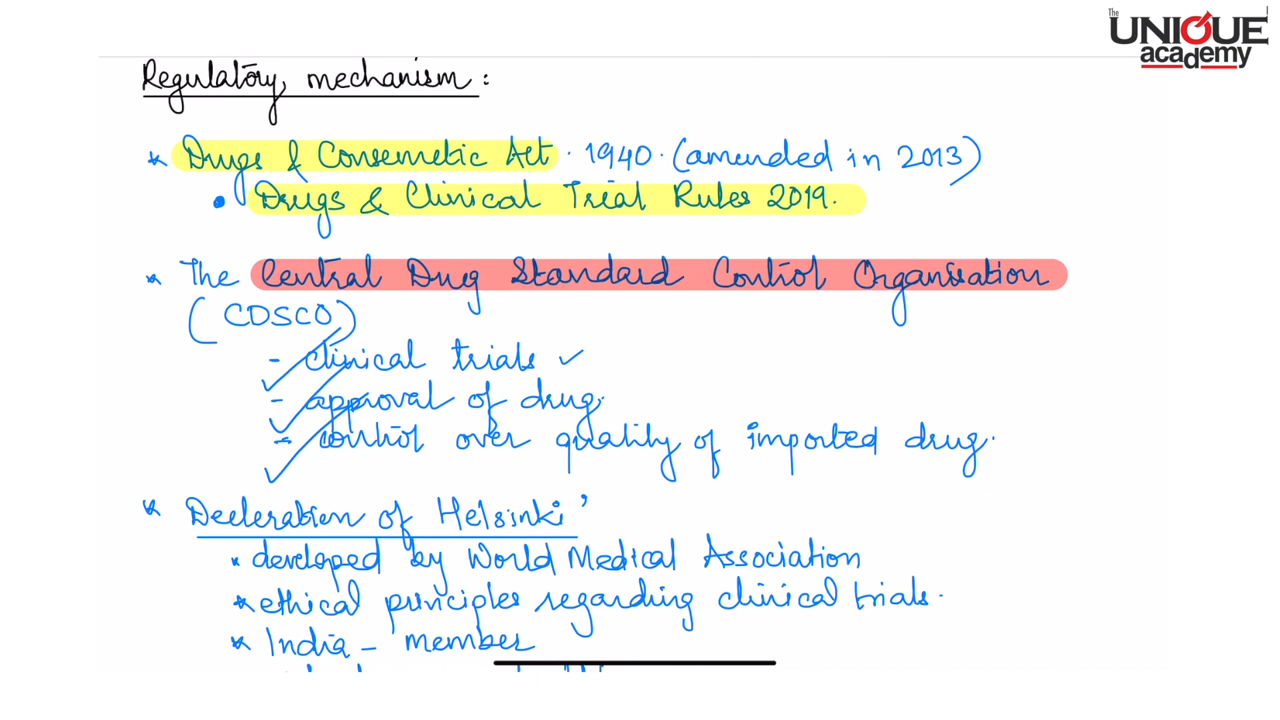 The
UNIQUE
academy
Regulatory mechanism :
* Drugs & Consemetic Act . 1940 . (amended in 2013)
• Drugs & Clinical Trial Rules 2019.
* The Central Drug Standard Control Organisation
(CDSCO)
- clinical trials ✓
- approval of drug.
- control over quality of imported drug.
* Decleration of Helsinki '
* developed by World Medical Association
* ethical principles regarding clinical trials.
* India - member